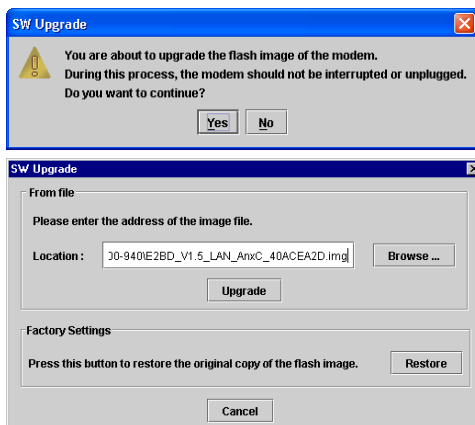 SW Upgrade
You are about to upgrade the flash image of the modem.
During this process, the modem should not be interrupted or unplugged.
Do you want to continue?
Yes No
SW Upgrade
From file
Please enter the address of the image file.
Location : 00-940\E2BD_V1.5_LAN_AnxC_40ACEA2D.img Browse ...
Upgrade
Factory Settings
Press this button to restore the original copy of the flash image. Restore
Cancel